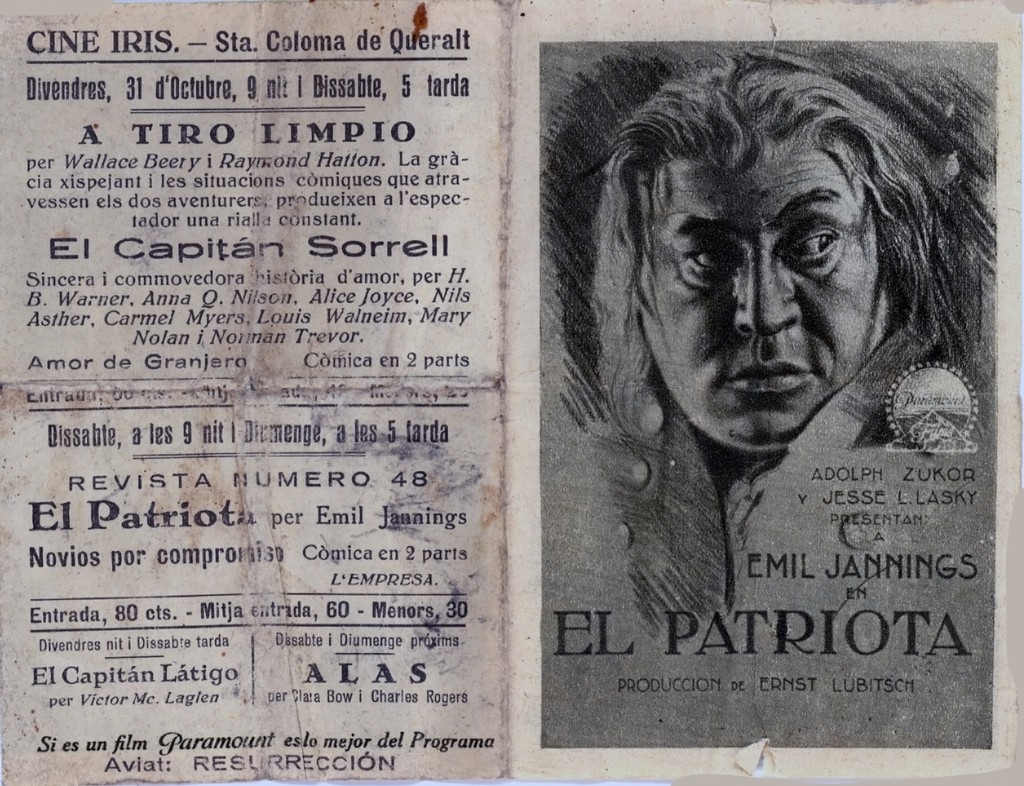 CINE IRIS. – Sta. Coloma de Queralt
Divendres, 31 d'Octubre, 9 nit i Dissabte, 5 tarda
A TIRO LIMPIO
per Wallace Beery i Raymond Hatton. La grà-
cia xispejant i les situacions còmiques que atra-
vessen els dos aventurers, produeixen a l'espec-
tador una rialla constant.
El Capitán Sorrell
Sincera i commovedora història d'amor, per H.
B. Warner, Anna Q. Nilson, Alice Joyce, Nils
Asther, Carmel Myers, Louis Walneim, Mary
Nolan i Norman Trevor.
Amor de Granjero Còmica en 2 parts
Entrada, cts.
Dissabte, a les 9 nit i Diumenge, a les 5 tarda
REVISTA NUMERO 48
El Patriota per Emil Jannings
Novios por compromiso Còmica en 2 parts
L'EMPRESA.
Entrada, 80 cts. - Mitja entrada, 60 - Menors, 30
Divendres nit i Dissabte tarda
El Capitán Látigo
per Víctor Mc. Laglen
Dssabte i Diumenge próxims
ALAS
per Clara Bow i Charles Rogers
Si es un film Paramount es lo mejor del Programa
Aviat: RESURRECCIÓN
Paramount
ADOLPH ZUKOR
Y JESSE L. LASKY
PRESENTAN:
A
EMIL JANNINGS
EN
EL PATRIOTA
PRODUCCION DE ERNST LUBITSCH